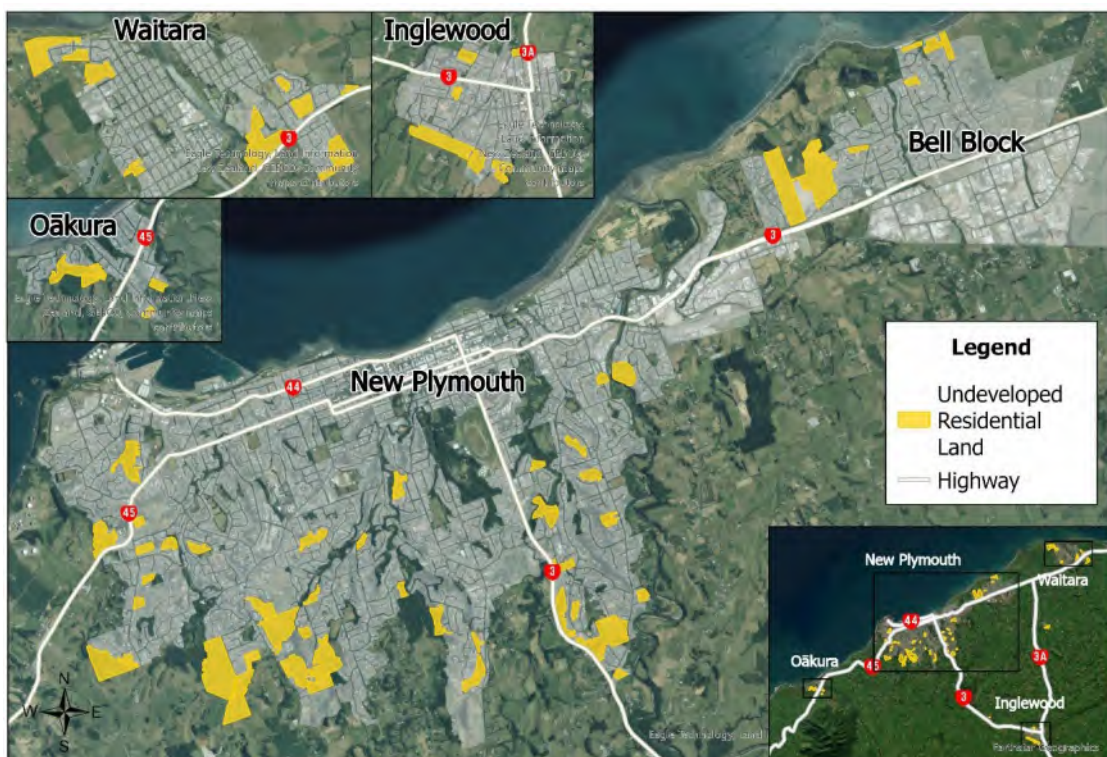 Waitara
3
Inglewood
3A
3
Oākura
45
Bell Block
3
New Plymouth
44
45
3
Legend
Undeveloped
Residential
Land
Highway
N
W E
S
Eagle Technology, Land
New Plymouth
Waitara
44
Oākura
45
3A
3
Inglewood
Earthstar Geographics